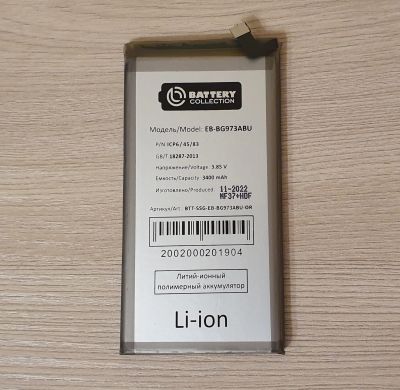 BATTERY
COLLECTION
Модель/Model: EB-BG973ABU
P/N ICP6/45/83
GB/T 18287-2013
Напряжение/Voltage: 3.85 V
Емкость/Capacity 3400 mAh
Изготовлено/Produced 11-2022
MF37+HDF
Артикул/Art: BTT-SSG-EB-BG973ABU-OR
2002000201904
Литий-ионный
полимерный аккумулятор
Li-ion